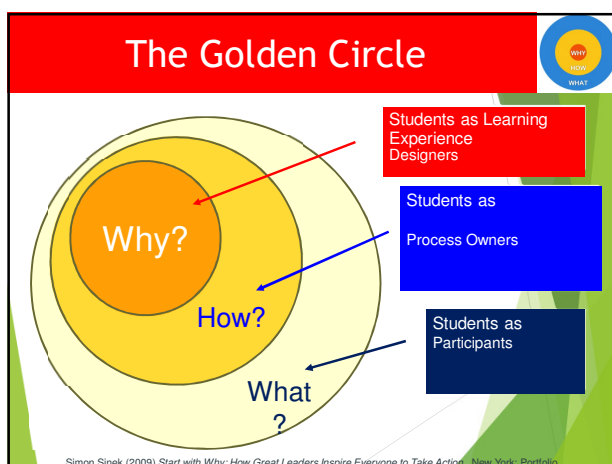 The Golden Circle
WHY
HOW
WHAT
Students as Learning
Experience
Designers
Students as
Process Owners
Students as
Participants
Why?
How?
What
?
Simon Sinek (2009) Start with Why: How Great Leaders Inspire Everyone to Take Action. New York: Portfolio